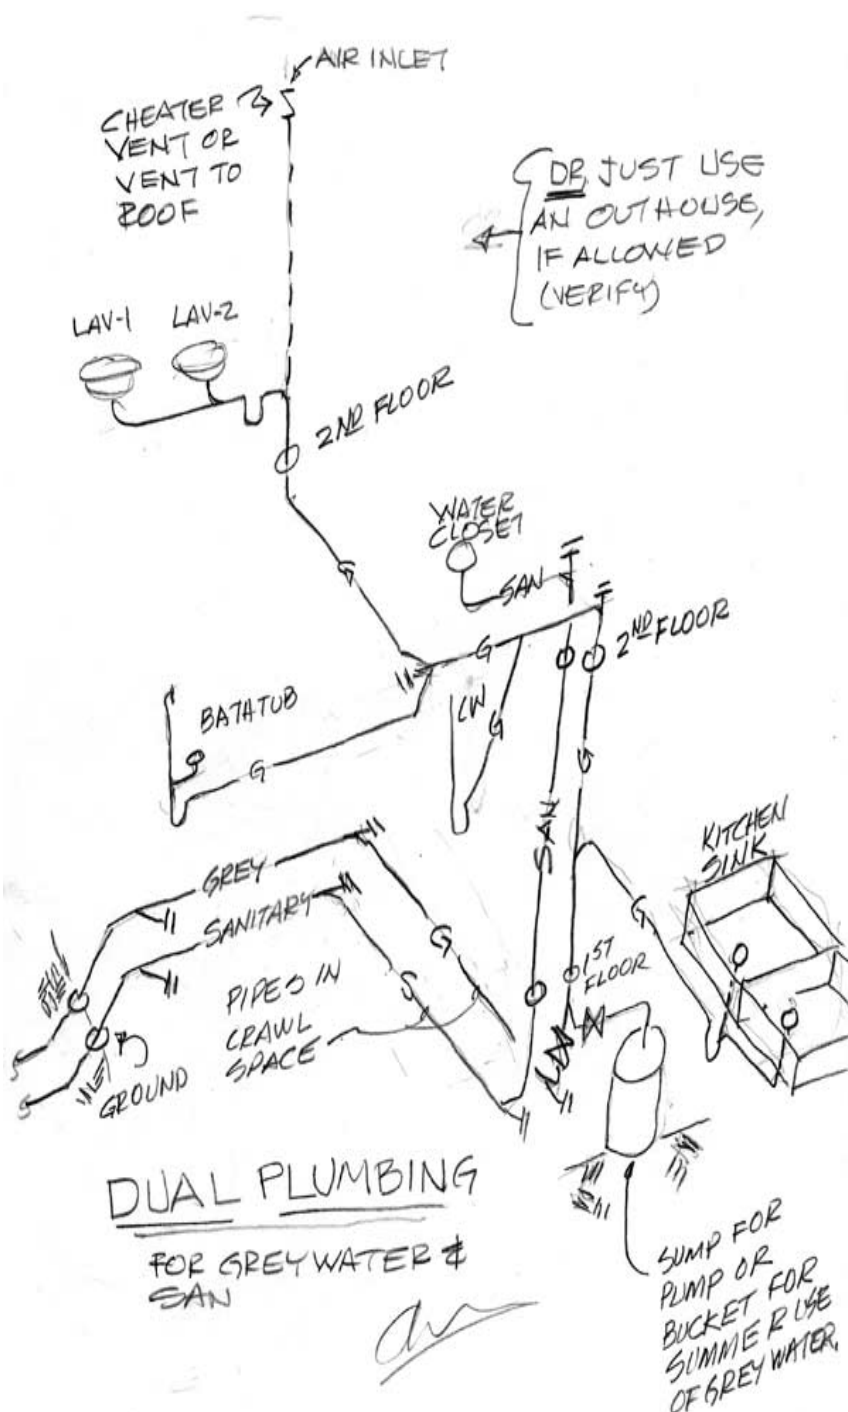 AIR INLET
CHEATER
VENT OR
VENT TO
ROOF
OR JUST USE
AN OUTHOUSE,
IF ALLOWED
(VERIFY)
LAV-1
LAV-2
2ND FLOOR
WATER
CLOSET
SAN
G
G
2ND FLOOR
BATHTUB
CW
G
G
G
SAN
KITCHEN
SINK
GREY
SANITARY
G
G
1ST
FLOOR
PIPES IN
CRAWL
SPACE
S
S
S
GROUND
DUAL PLUMBING
FOR GREYWATER &
SAN
SUMP FOR
PUMP OR
BUCKET FOR
SUMMER USE
OF GREYWATER.